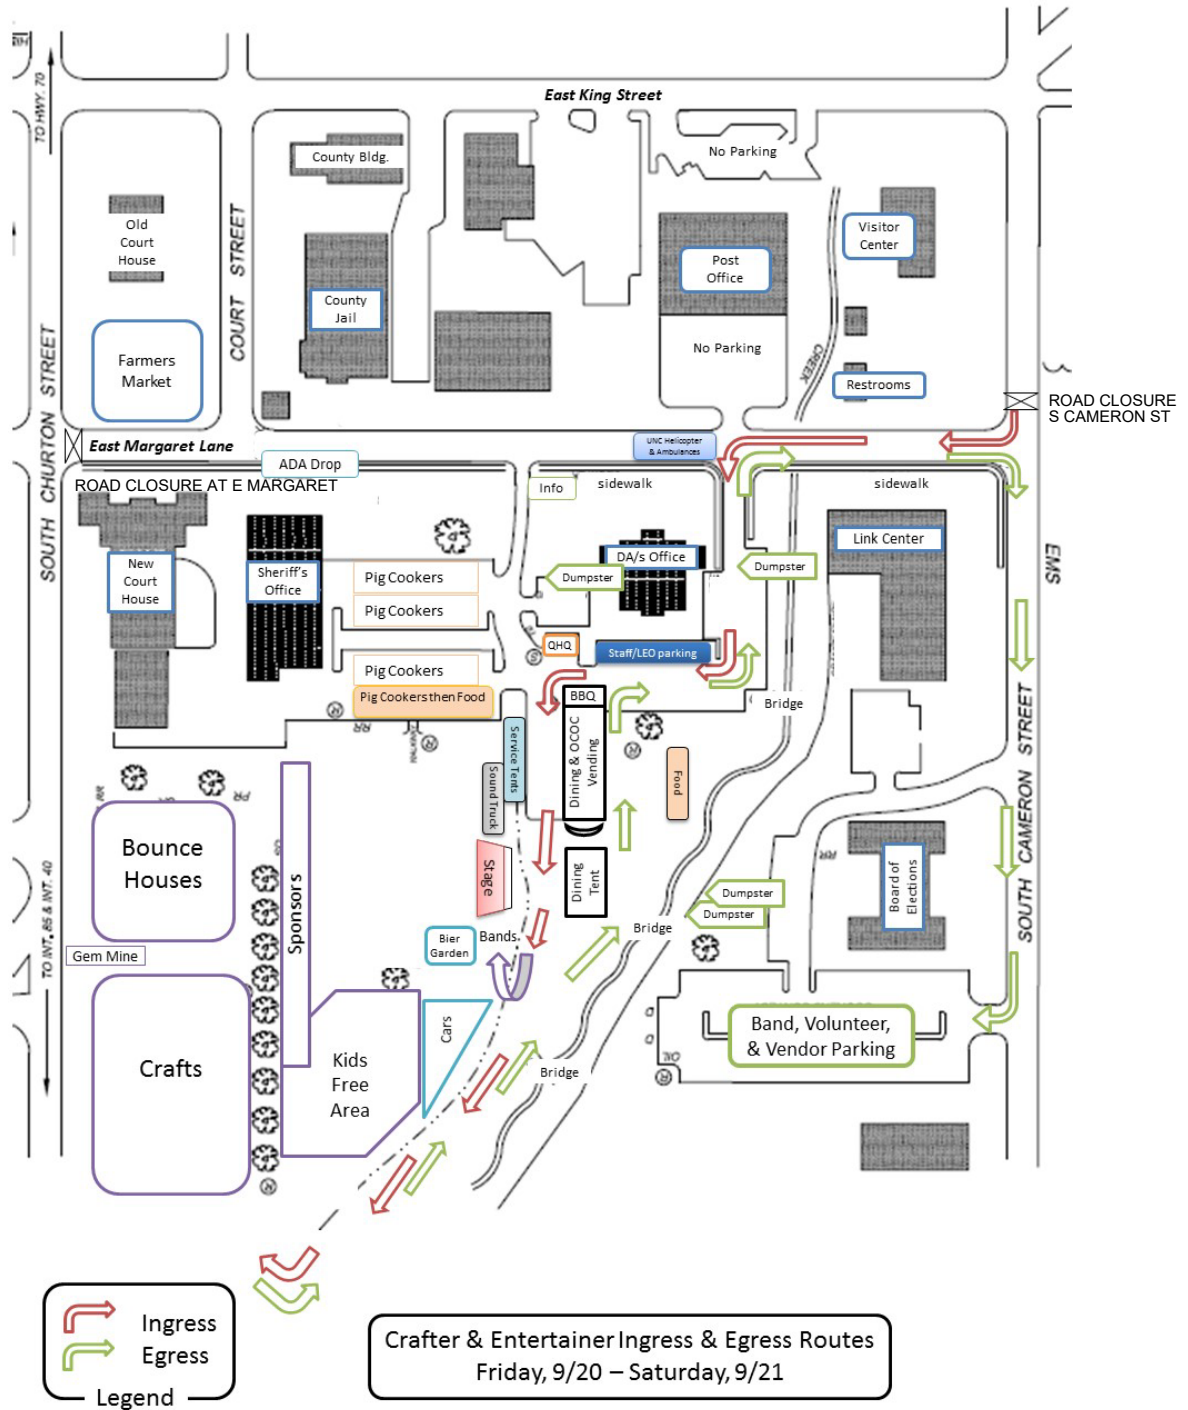 TO HWY. 70
East King Street
County Bldg.
No Parking
Old
Court
House
Visitor
Center
COURT STREET
Post
Office
County
Jail
SOUTH CHURTON STREET
Farmers
Market
No Parking
CREEK
Restrooms
ROAD CLOSURE
S CAMERON ST
East Margaret Lane
UNC Helicopter
& Ambulances
ADA Drop
ROAD CLOSURE AT E MARGARET
Info
sidewalk
sidewalk
Link Center
DA/s Office
EMS
New
Court
House
Sheriff's
Office
Pig Cookers
Dumpster
Dumpster
Pig Cookers
QHQ
Staff/LEO parking
Pig Cookers
Pig Cookers then Food
BBQ
Bridge
Service Tents
Dining & OCOC
Vending
Sound Truck
Food
SOUTH CAMERON STREET
Bounce
Houses
Stage
Dining
Tent
Board of
Elections
Dumpster
Dumpster
Sponsors
TO INT. 85 & INT. 40
Bier
Garden
Bands
Bridge
Gem Mine
Cars
Band, Volunteer,
& Vendor Parking
Crafts
Kids
Free
Area
Bridge
Ingress
Egress
Legend
Crafter & Entertainer Ingress & Egress Routes
Friday, 9/20 – Saturday, 9/21